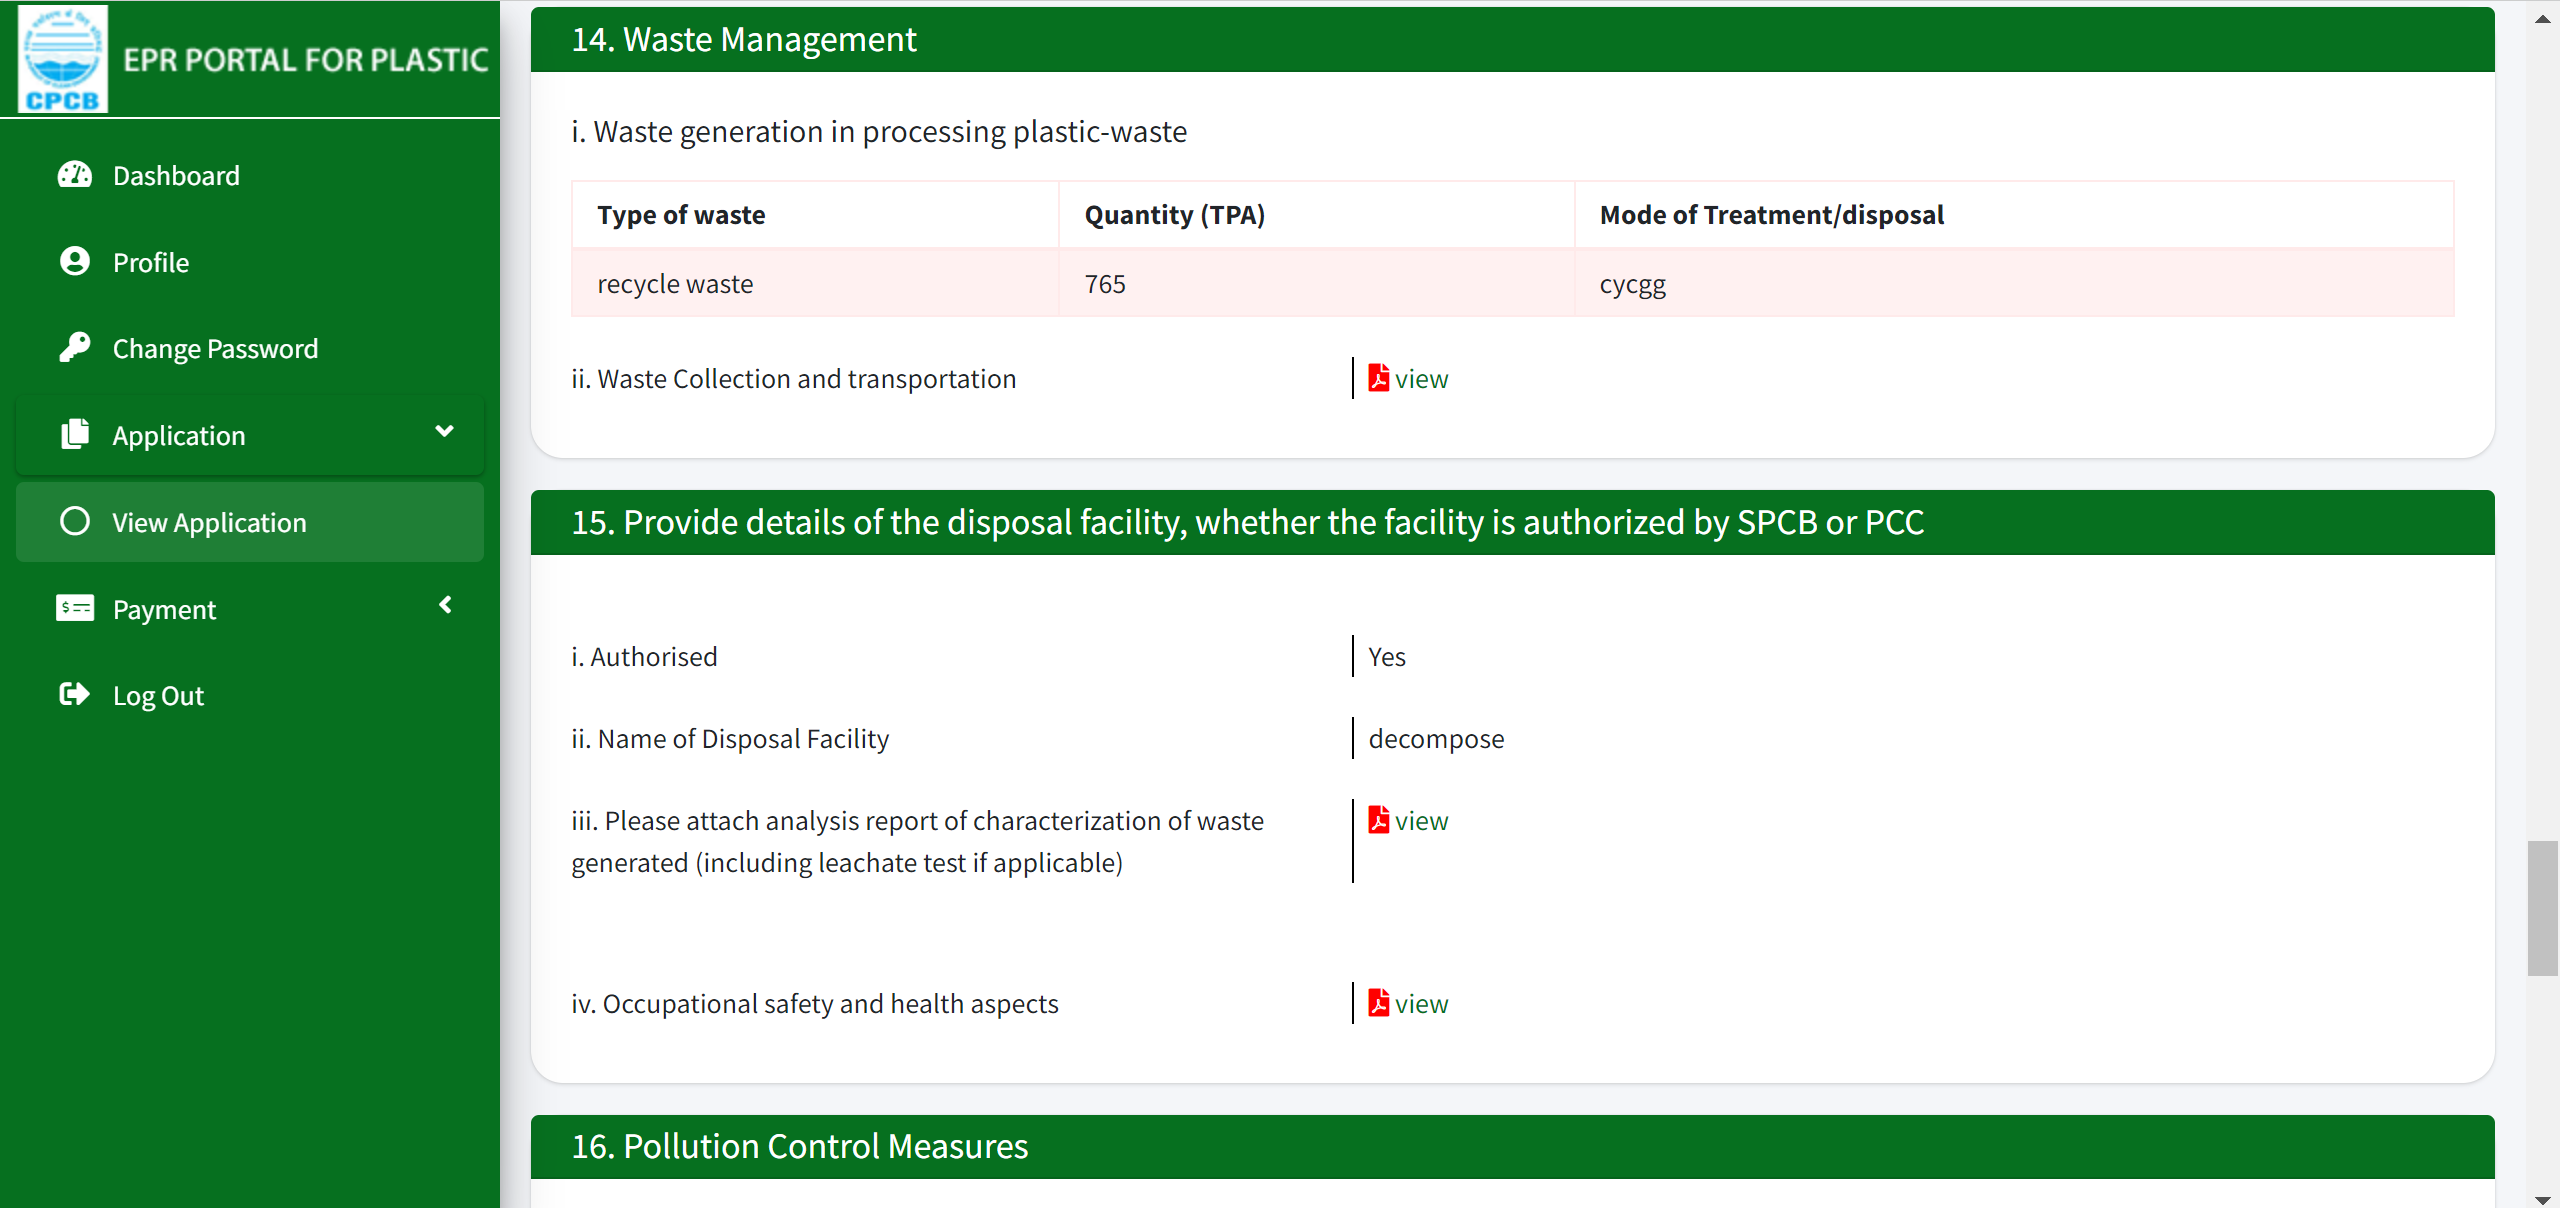 CPCB
EPR PORTAL FOR PLASTIC
Dashboard
Profile
Change Password
Application
View Application
Payment
Log Out
14. Waste Management
i. Waste generation in processing plastic-waste
Type of waste Quantity (TPA) Mode of Treatment/disposal
recycle waste 765 cycgg
ii. Waste Collection and transportation view
15. Provide details of the disposal facility, whether the facility is authorized by SPCB or PCC
i. Authorised Yes
ii. Name of Disposal Facility decompose
iii. Please attach analysis report of characterization of waste view
generated (including leachate test if applicable)
iv. Occupational safety and health aspects view
16. Pollution Control Measures